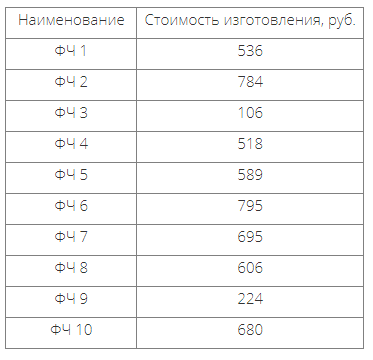 Наименование Стоимость изготовления, руб.
ФЧ 1 536
ФЧ 2 784
ФЧ 3 106
ФЧ 4 518
ФЧ 5 589
ФЧ 6 795
ФЧ 7 695
ФЧ 8 606
ФЧ 9 224
ФЧ 10 680